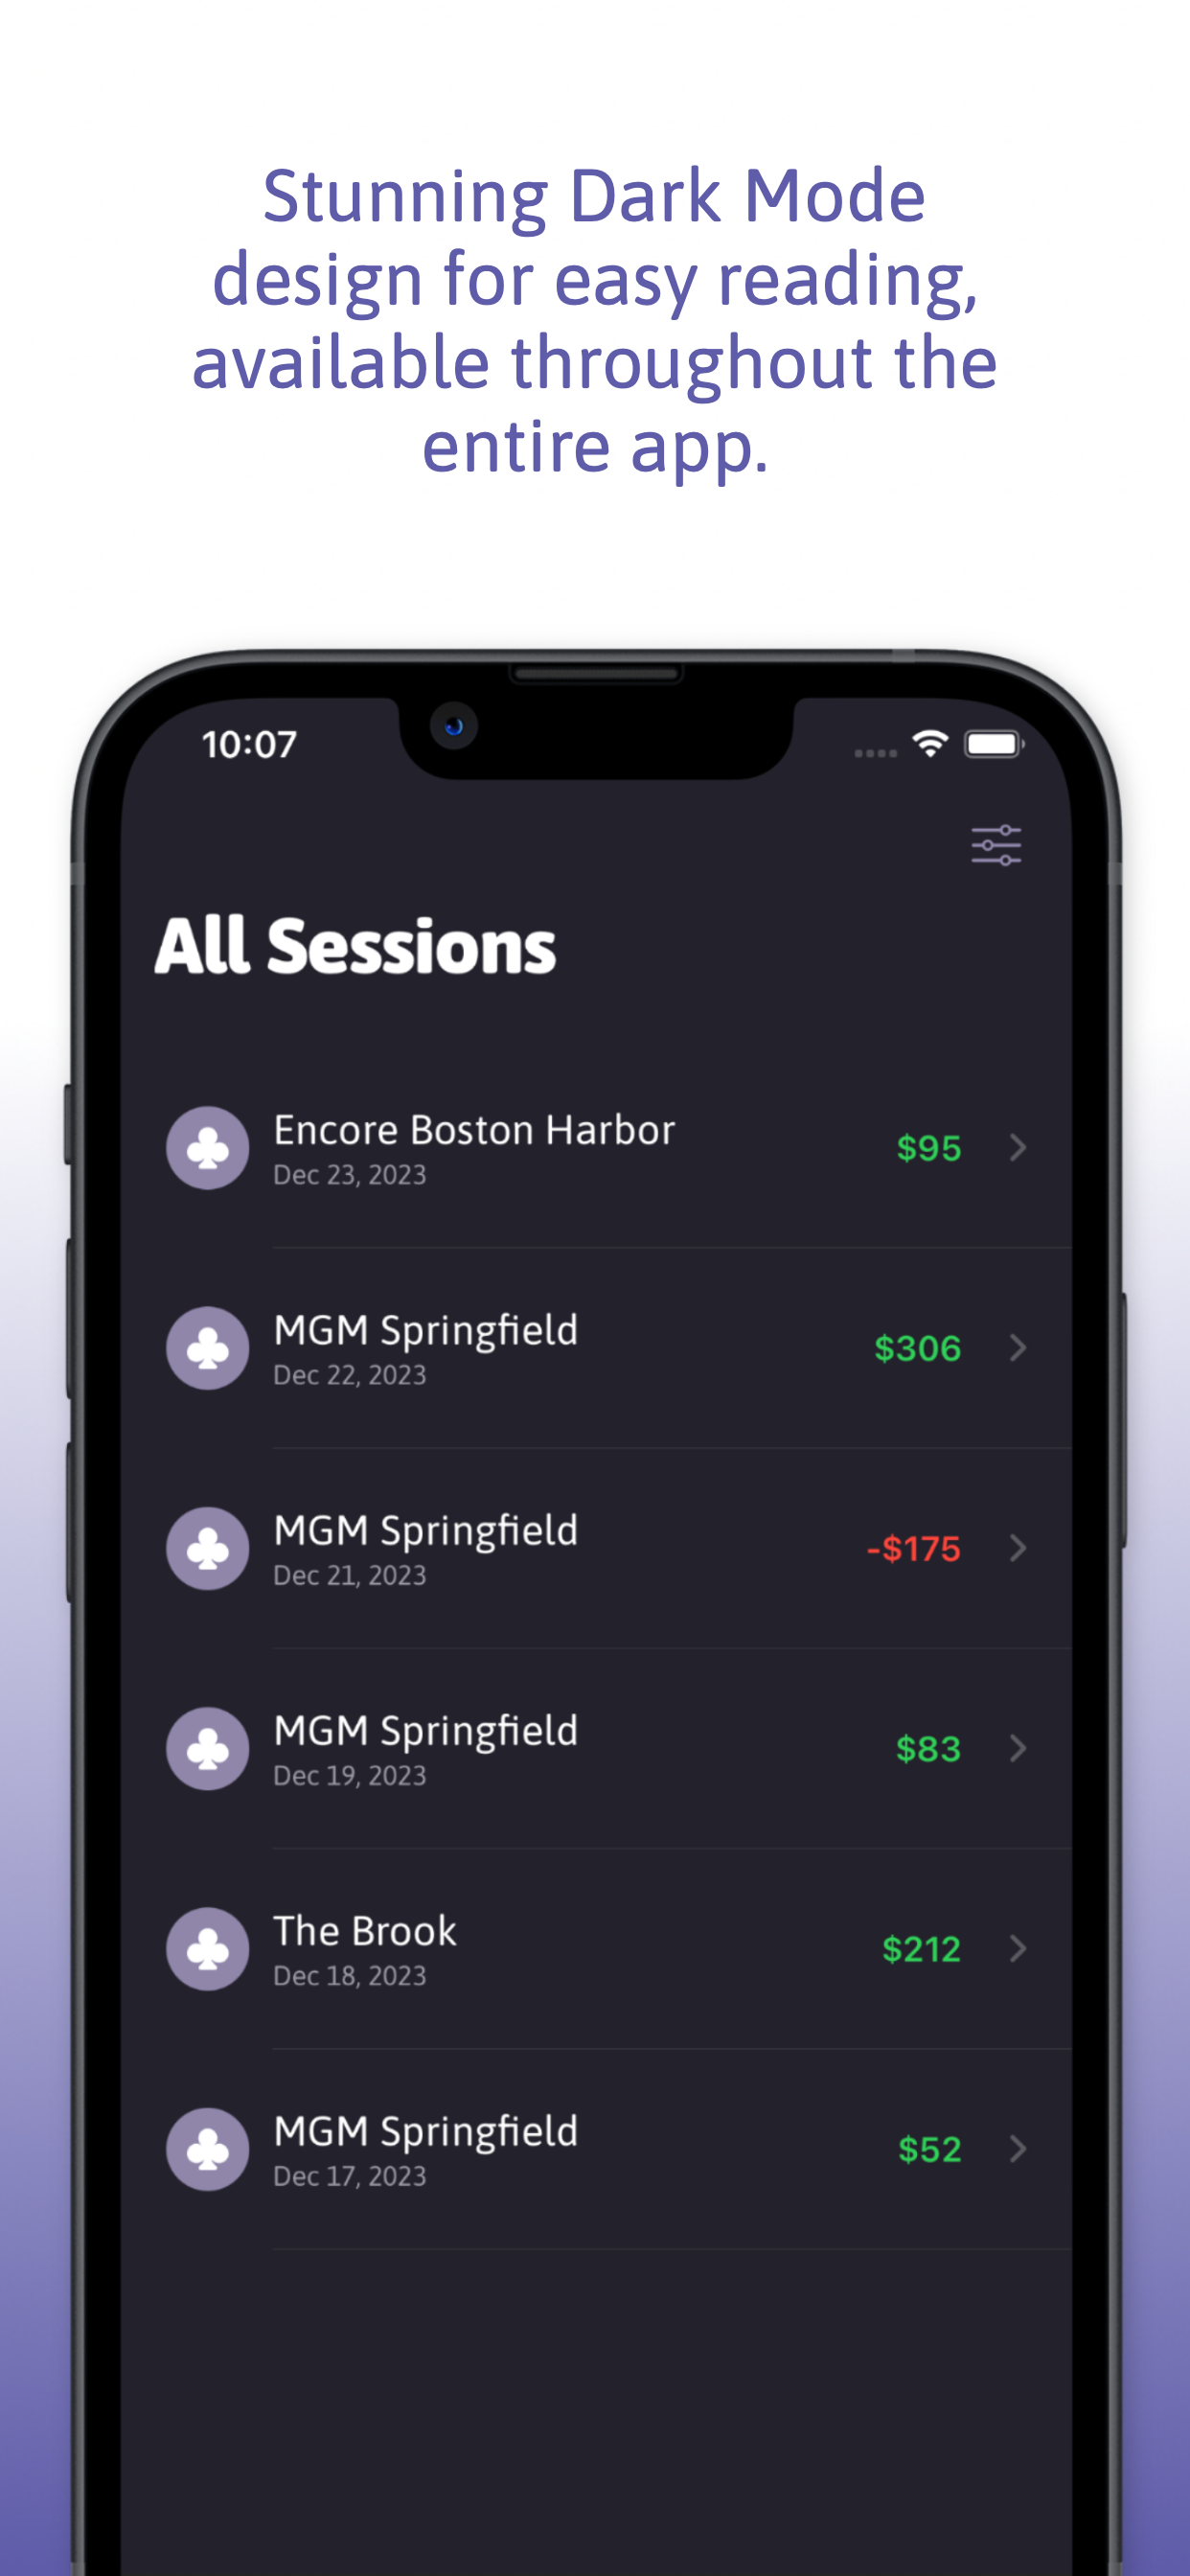 Stunning Dark Mode
design for easy reading,
available throughout the
entire app.
10:07
All Sessions
Encore Boston Harbor
$95
Dec 23, 2023
MGM Springfield
$306
Dec 22, 2023
MGM Springfield
-$175
Dec 21, 2023
MGM Springfield
$83
Dec 19, 2023
The Brook
$212
Dec 18, 2023
MGM Springfield
$52
Dec 17, 2023